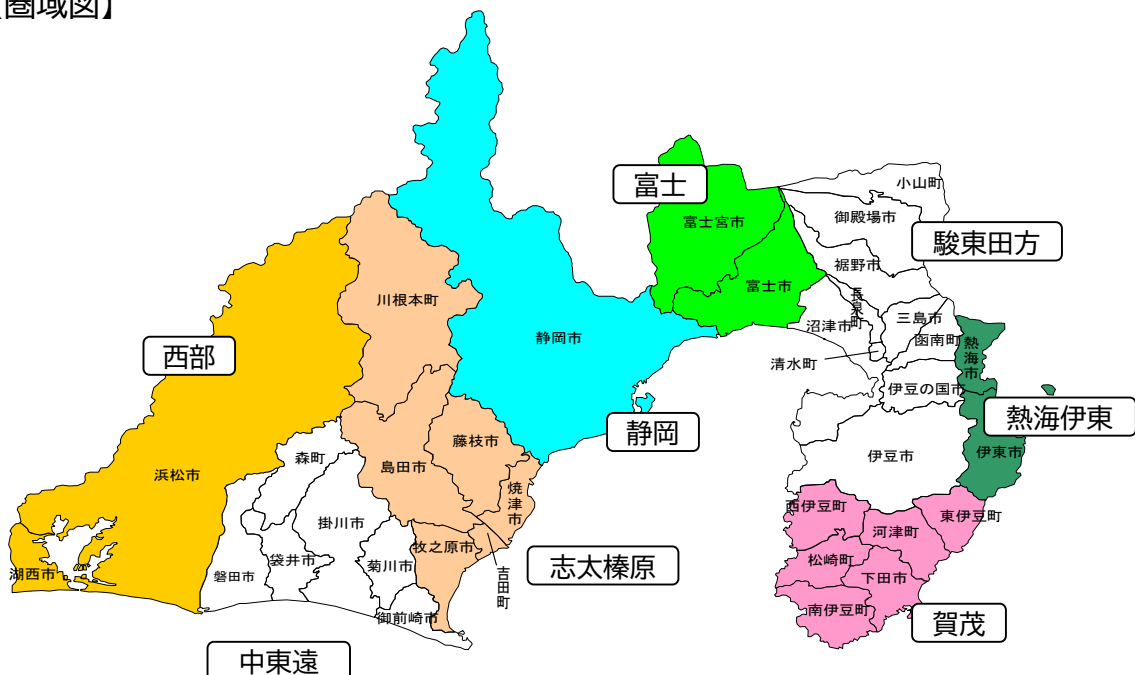 圏域図】
富士
小山町
富士宮市
御殿場市
駿東田方
裾野市
富士市
長泉町
川根本町
三島市
沼津市
函南町
静岡市
熱海市
西部
清水町
伊豆の国市
熱海伊東
静岡
藤枝市
伊東市
伊豆市
森町
島田市
浜松市
焼津市
西伊豆町
東伊豆町
掛川市
河津町
牧之原市
袋井市
松崎町
志太榛原
菊川市
湖西市
磐田市
下田市
吉田町
南伊豆町
御前崎市
賀茂
中東遠